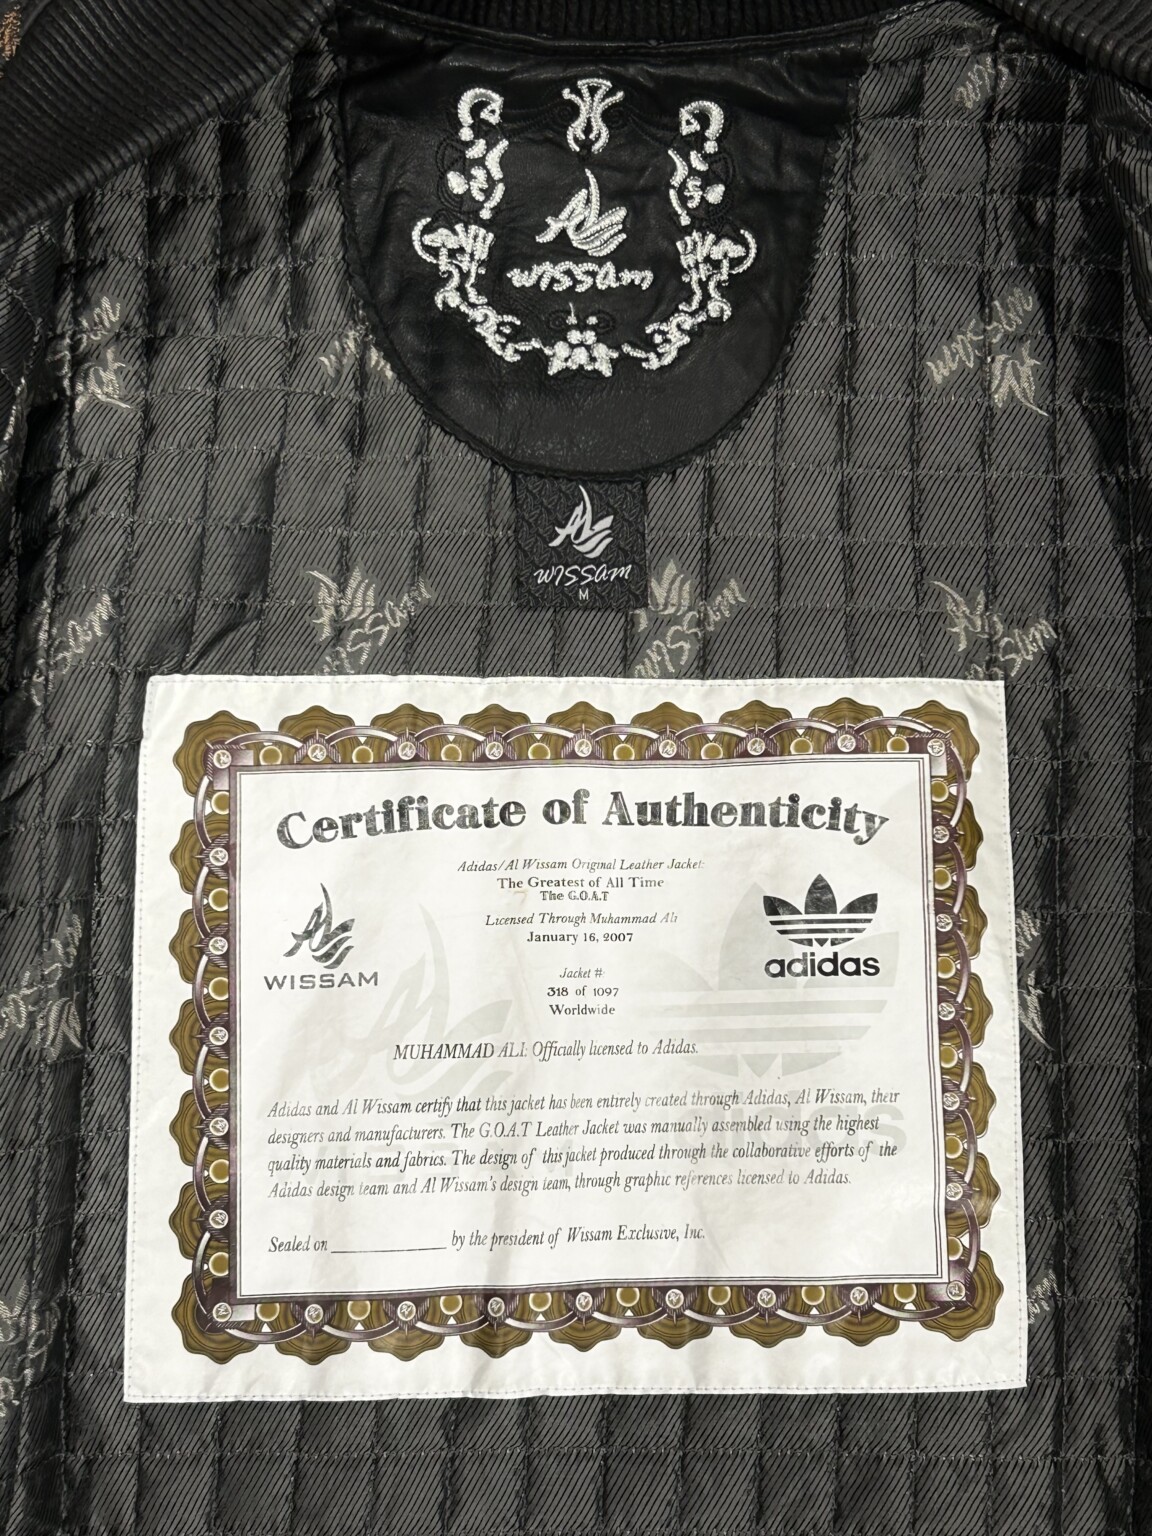 WISSAM
WISSAM
M
Certificate of Authenticity
Adidas/Al Wissam Original Leather Jacket:
The Greatest of All Time
The G.O.A.T
Licensed Through Muhammad Ali
January 16, 2007
WISSAM
adidas
Jacket #:
318 of 1097
Worldwide
MUHAMMAD ALI: Officially licensed to Adidas.
Adidas and Al Wissam certify that this jacket has been entirely created through Adidas, Al Wissam, their
designers and manufacturers. The G.O.A.T Leather Jacket was manually assembled using the highest
quality materials and fabrics. The design of this jacket produced through the collaborative efforts of the
Adidas design team and Al Wissam's design team, through graphic references licensed to Adidas.
Sealed on ____________ by the president of Wissam Exclusive, Inc.